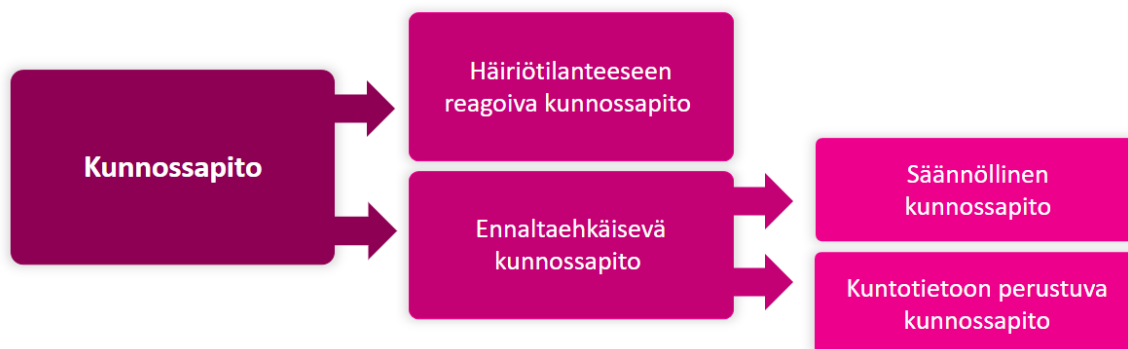 Kunnossapito
Häiriötilanteeseen
reagoiva kunnossapito
Ennaltaehkäisevä
kunnossapito
Säännöllinen
kunnossapito
Kuntotietoon perustuva
kunnossapito